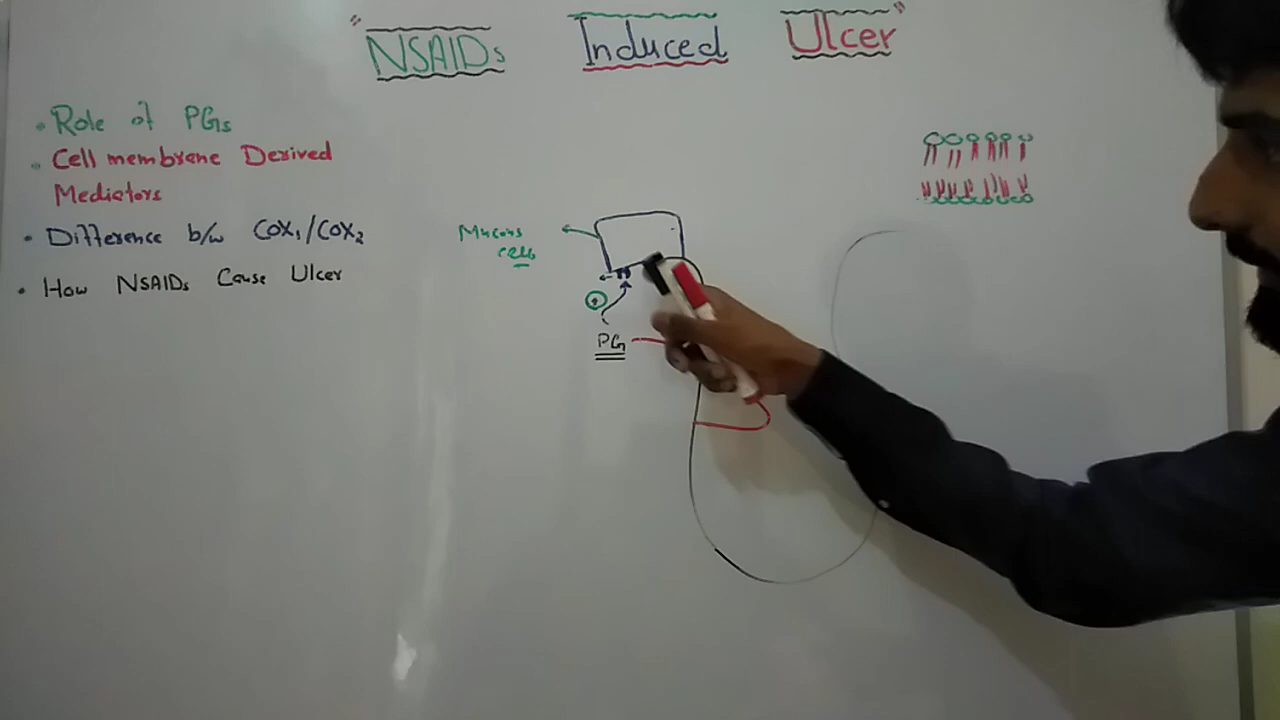 "NSAIDs Induced Ulcer"
• Role of PGs
• Cell membrane Derived
Mediators
• Difference b/w COX₁/COX₂
• How NSAIDs Cause Ulcer
Mucous
cells
PG